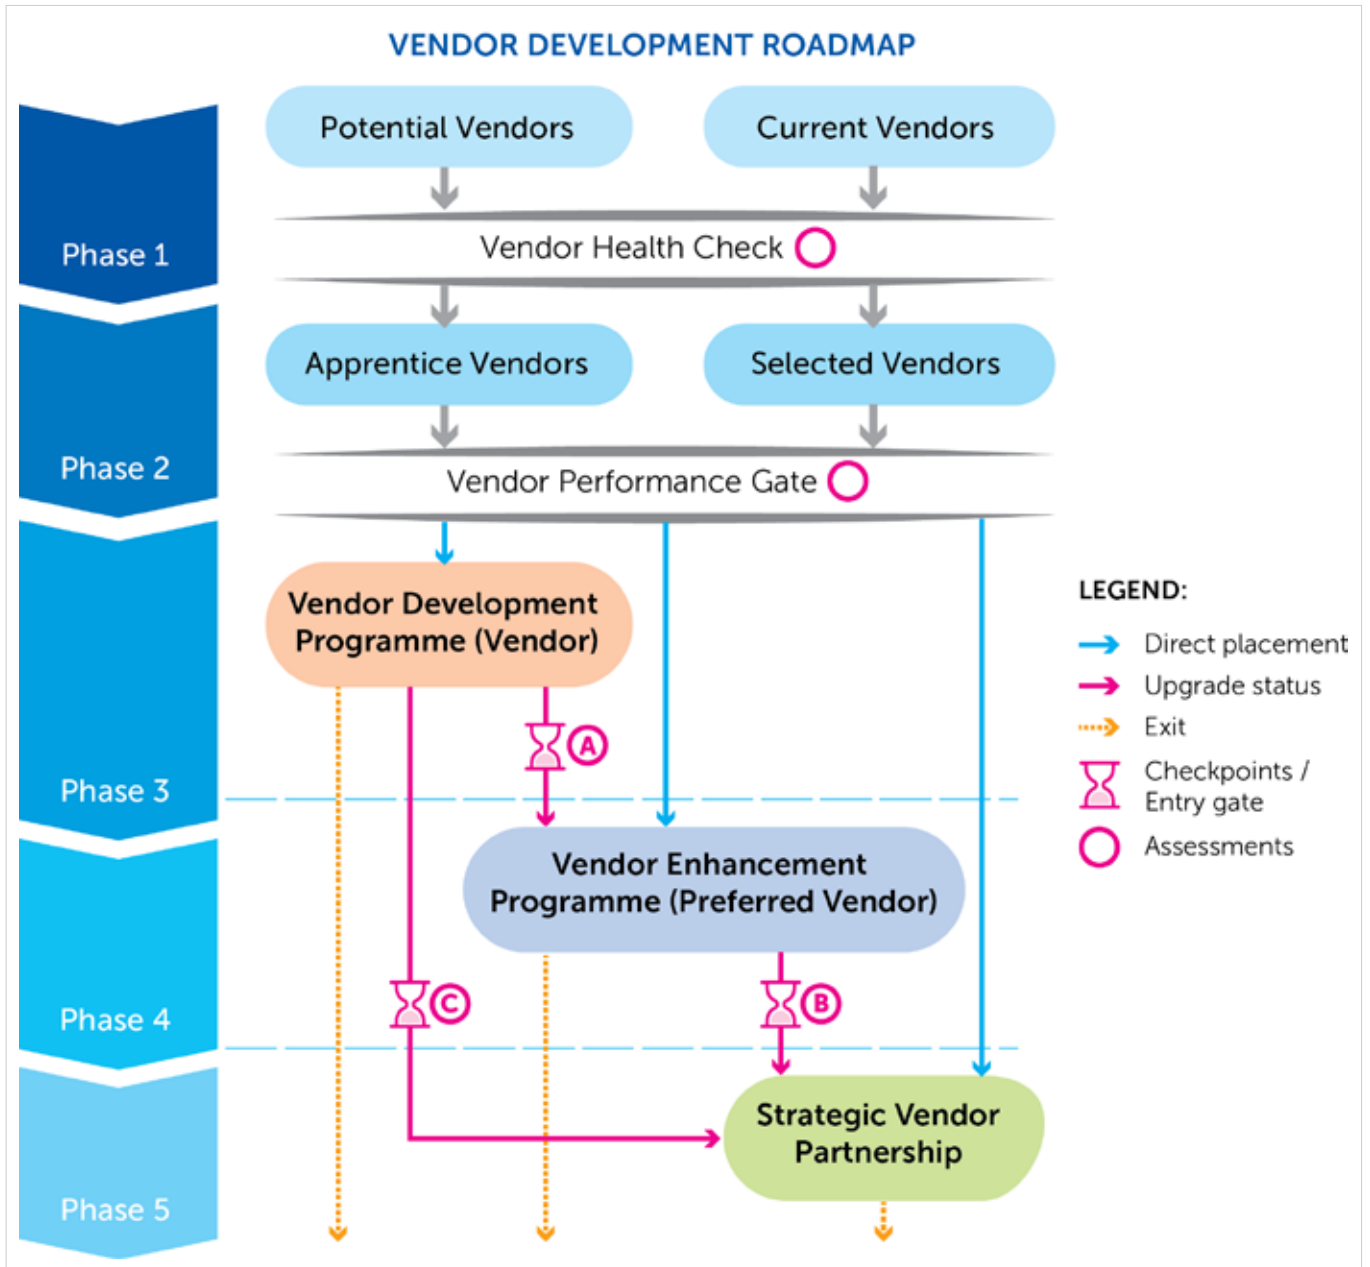 VENDOR DEVELOPMENT ROADMAP
Potential Vendors
Current Vendors
Phase 1
Vendor Health Check
Apprentice Vendors
Selected Vendors
Phase 2
Vendor Performance Gate
Vendor Development
Programme (Vendor)
A
Phase 3
Vendor Enhancement
Programme (Preferred Vendor)
C
B
Phase 4
Strategic Vendor
Partnership
Phase 5
LEGEND:
Direct placement
Upgrade status
Exit
Checkpoints /
Entry gate
Assessments